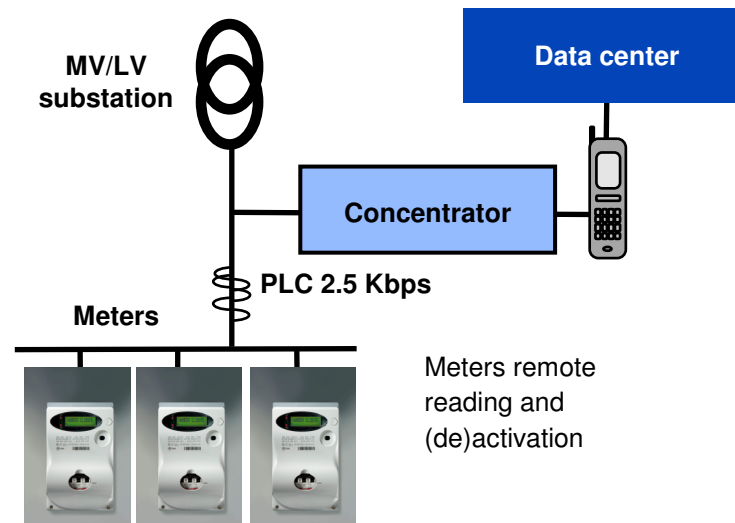 MV/LV
substation
Data center
Concentrator
PLC 2.5 Kbps
Meters
Meters remote
reading and
(de)activation